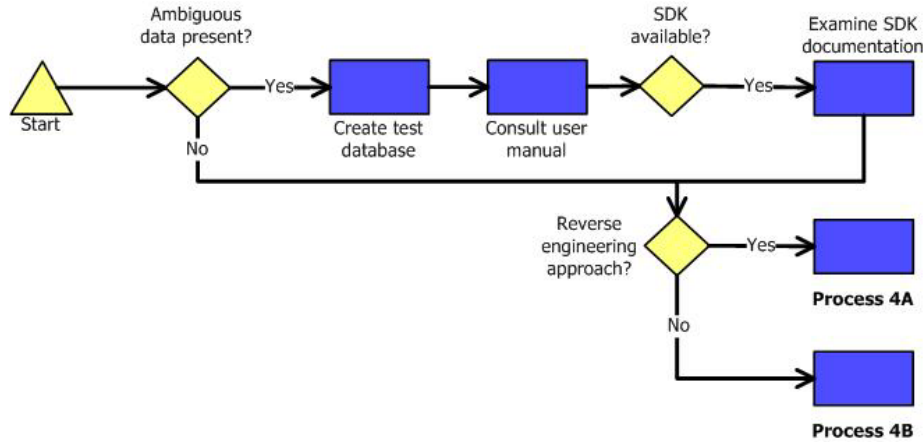 Ambiguous
data present?
SDK
available?
Examine SDK
documentation
Yes
Yes
Start
Create test
database
Consult user
manual
No
Reverse
engineering
approach?
Yes
Process 4A
No
Process 4B